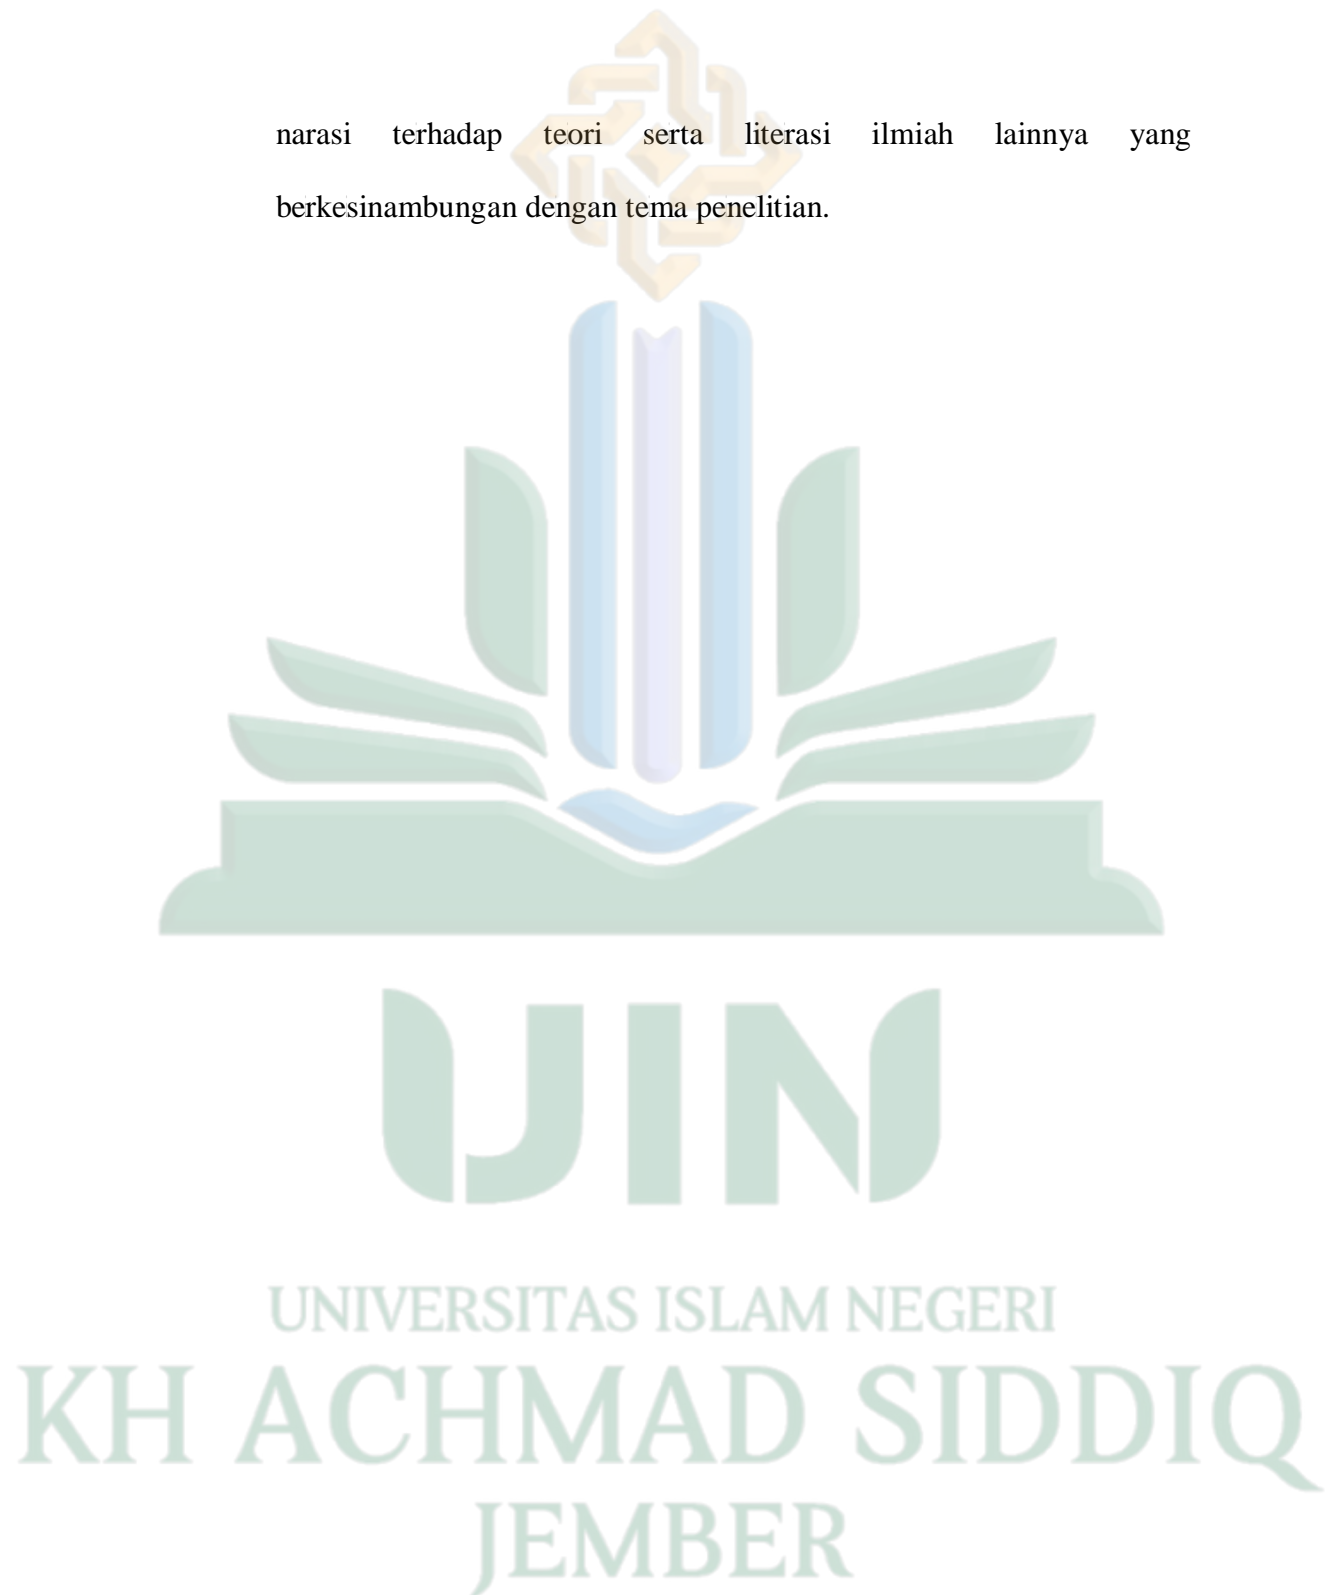 narasi terhadap teori serta literasi ilmiah lainnya yang
berkesinambungan dengan tema penelitian.
UIN
UNIVERSITAS ISLAM NEGERI
KH ACHMAD SIDDIQ
JEMBER